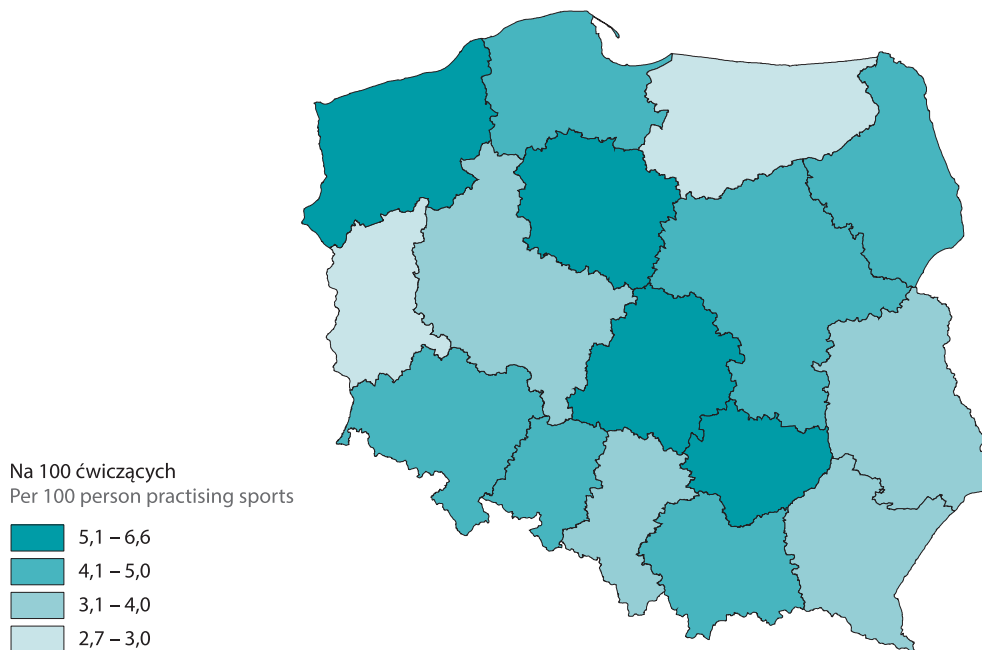 Na 100 ćwiczących
Per 100 person practising sports
5,1 – 6,6
4,1 – 5,0
3,1 – 4,0
2,7 – 3,0